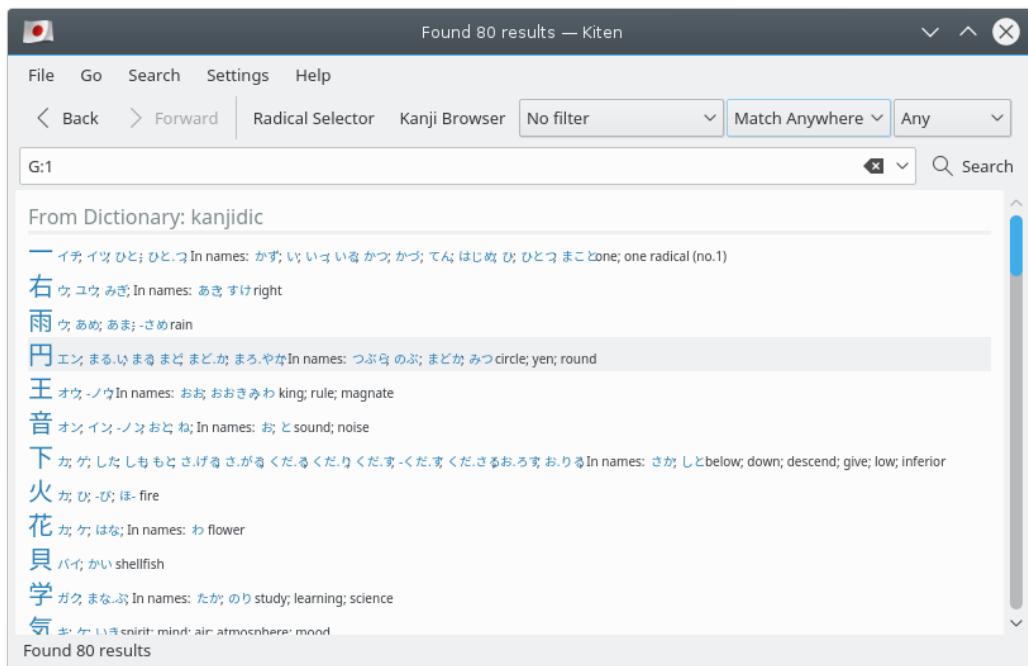 Found 80 results — Kiten
File Go Search Settings Help
Back Forward Radical Selector Kanji Browser No filter Match Anywhere Any
G:1 Search
From Dictionary: kanjidic
一 イチ; イツ; ひと-; ひと.つ In names: かず; い; いっ; いる; かつ; かづ; てん; はじめ; ひ; ひとつ; まこと one; one radical (no.1)
右 ウ; ユウ; みぎ; In names: あき; すけ right
雨 ウ; あめ; あま-; -さめ rain
円 エン; まる.い; まる; まど; まど.か; まろ.やか In names: つぶら; のぶ; まどか; みつ circle; yen; round
王 オウ; -ノウ In names: おお; おおきみ; わ king; rule; magnate
音 オン; イン; -ノン; おと; ね; In names: お; と sound; noise
下 カ; ゲ; した; しも; もと; さ.げる; さ.がる; くだ.る; くだ.り; くだ.す; -くだ.す; くだ.さる; お.ろす; お.りる In names: さか; しと below; down; descend; give; low; inferior
火 カ; ひ; -び; ほ- fire
花 カ; ケ; はな; In names: わ flower
貝 バイ; かい shellfish
学 ガク; まな.ぶ; In names: たか; のり study; learning; science
気 キ; ケ; いき spirit; mind; air; atmosphere; mood
Found 80 results